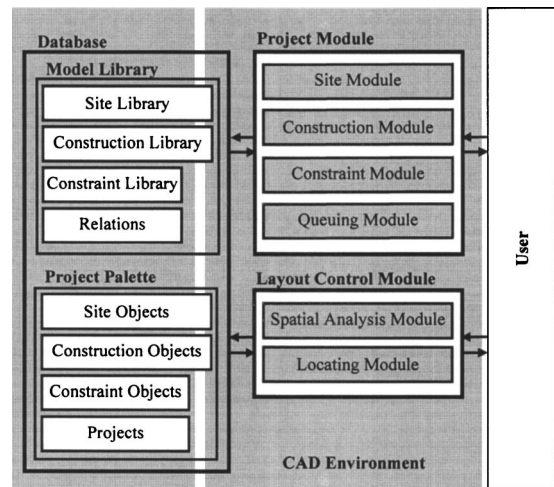 Database
Model Library
Site Library
Construction Library
Constraint Library
Relations
Project Palette
Site Objects
Construction Objects
Constraint Objects
Projects
Project Module
Site Module
Construction Module
Constraint Module
Queuing Module
Layout Control Module
Spatial Analysis Module
Locating Module
CAD Environment
User